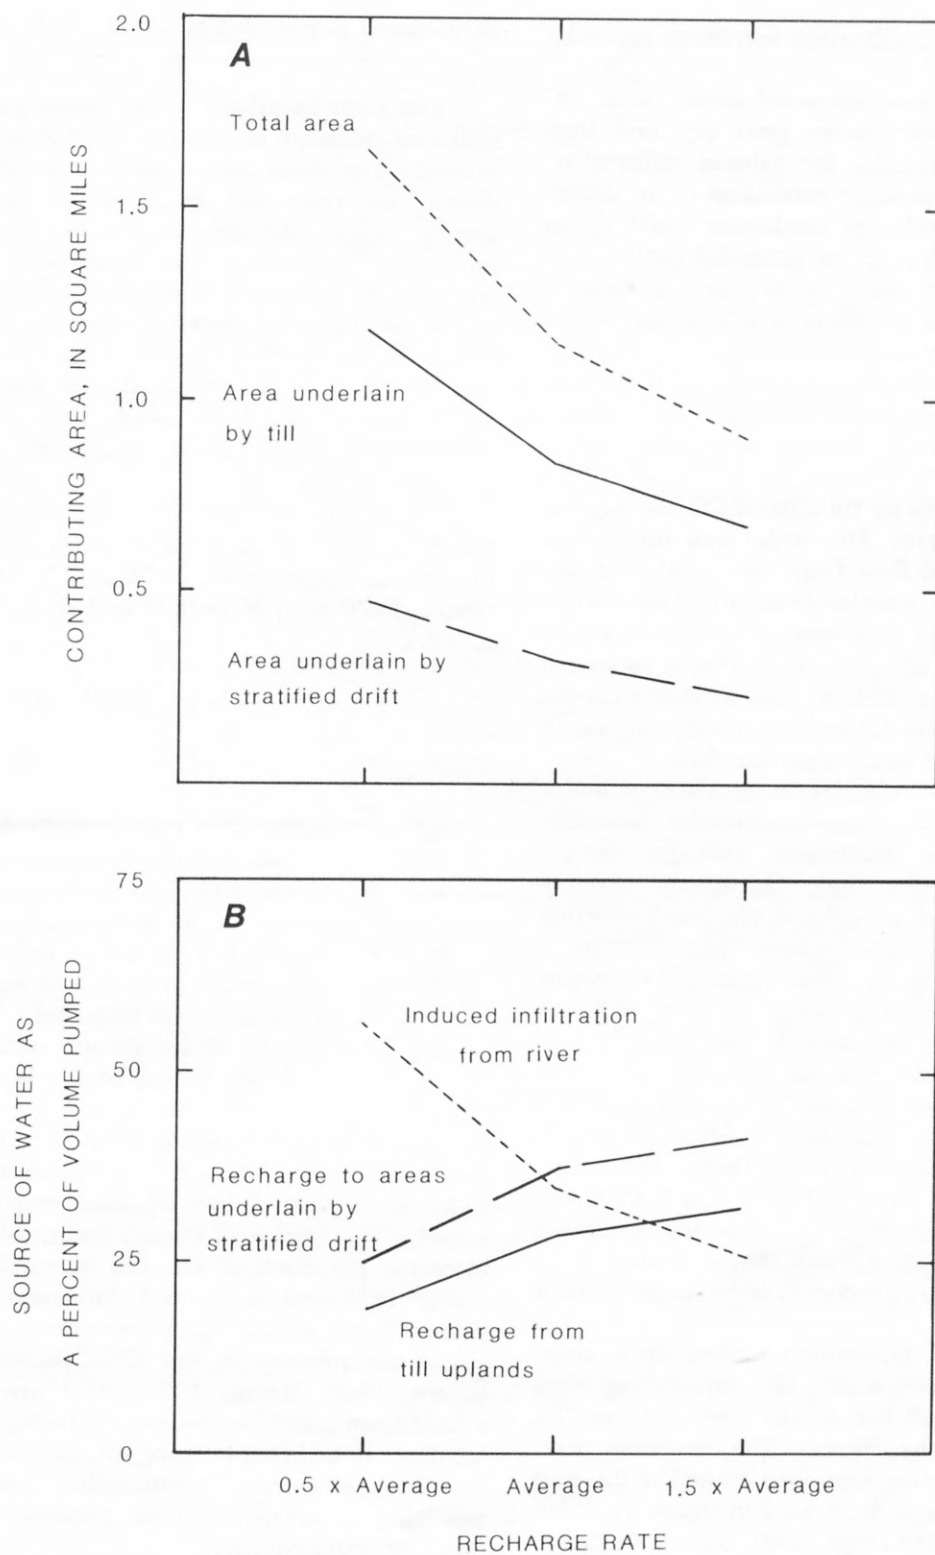 2.0
A
Total area
1.5
CONTRIBUTING AREA, IN SQUARE MILES
1.0
Area underlain
by till
0.5
Area underlain by
stratified drift
75
B
Induced infiltration
from river
50
SOURCE OF WATER AS
A PERCENT OF VOLUME PUMPED
Recharge to areas
underlain by
stratified drift
25
Recharge from
till uplands
0
0.5 x Average
Average
1.5 x Average
RECHARGE RATE